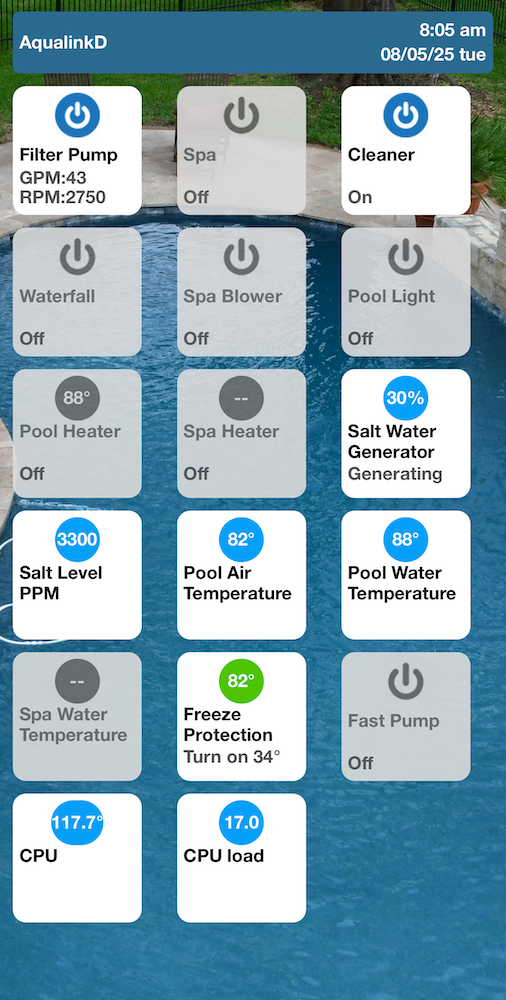 AqualinkD
8:05 am
08/05/25 tue
Filter Pump
GPM:43
RPM:2750
Spa
Off
Cleaner
On
Waterfall
Off
Spa Blower
Off
Pool Light
Off
88°
Pool Heater
Off
--
Spa Heater
Off
30%
Salt Water
Generator
Generating
3300
Salt Level
PPM
82°
Pool Air
Temperature
88°
Pool Water
Temperature
--
Spa Water
Temperature
82°
Freeze
Protection
Turn on 34°
Fast Pump
Off
117.7°
CPU
17.0
CPU load